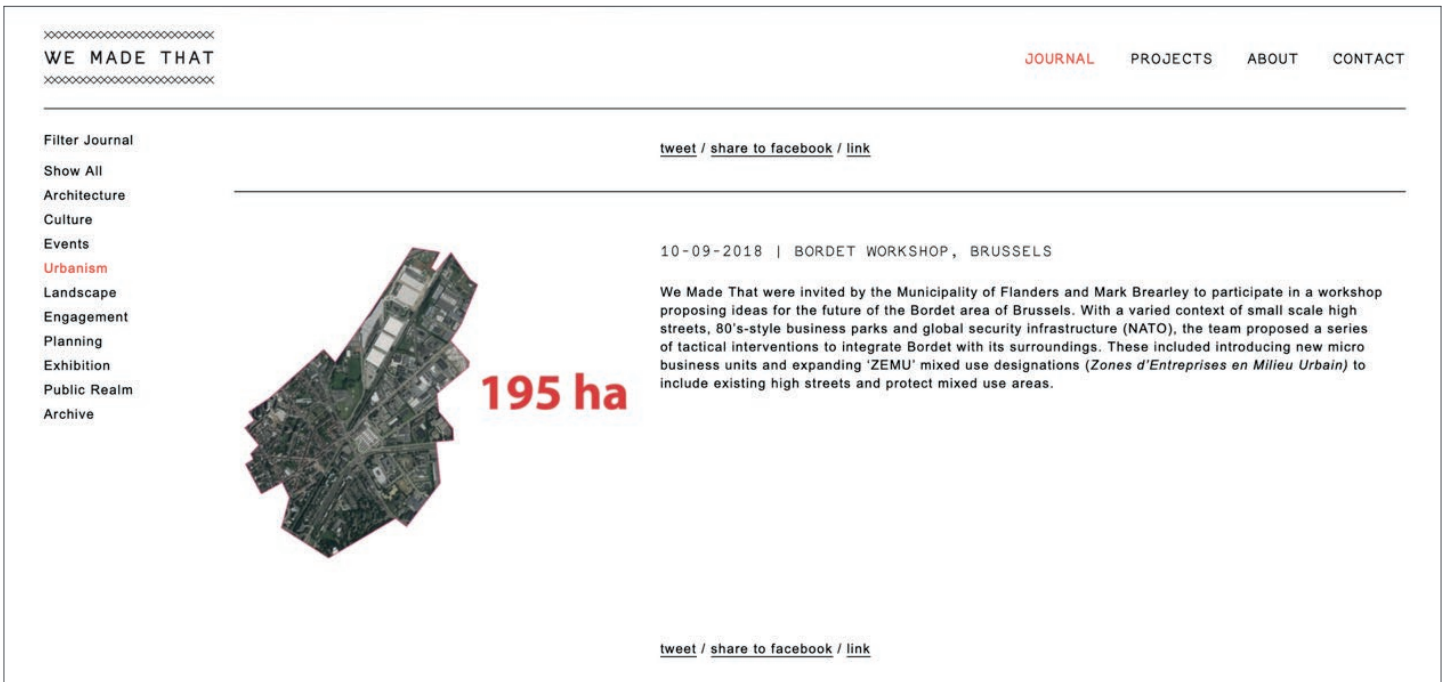 WE MADE THAT
JOURNAL PROJECTS ABOUT CONTACT
Filter Journal
Show All
Architecture
Culture
Events
Urbanism
Landscape
Engagement
Planning
Exhibition
Public Realm
Archive
tweet / share to facebook / link
195 ha
10-09-2018 | BORDET WORKSHOP, BRUSSELS
We Made That were invited by the Municipality of Flanders and Mark Brearley to participate in a workshop
proposing ideas for the future of the Bordet area of Brussels. With a varied context of small scale high
streets, 80's-style business parks and global security infrastructure (NATO), the team proposed a series
of tactical interventions to integrate Bordet with its surroundings. These included introducing new micro
business units and expanding ‘ZEMU’ mixed use designations (Zones d’Entreprises en Milieu Urbain) to
include existing high streets and protect mixed use areas.
tweet / share to facebook / link